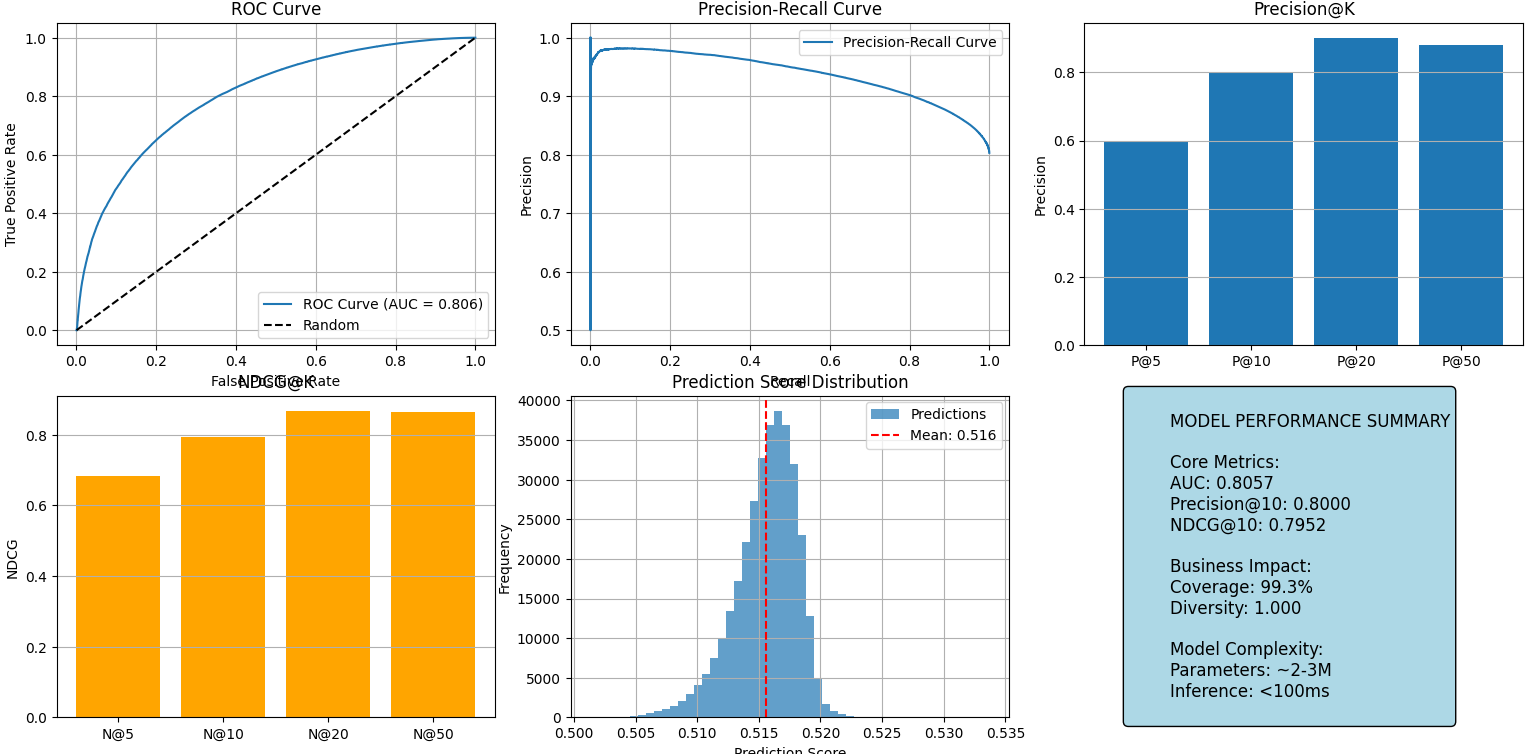 ROC Curve
1.0
0.8
0.6
0.4
0.2
0.0
True Positive Rate
ROC Curve (AUC = 0.806)
Random
0.0 0.2 0.4 0.6 0.8 1.0
False Positive Rate
Precision-Recall Curve
1.0
0.9
0.8
0.7
0.6
0.5
Precision
Precision-Recall Curve
0.0 0.2 0.4 0.6 0.8 1.0
Recall
Precision@K
0.8
0.6
0.4
0.2
0.0
Precision
P@5 P@10 P@20 P@50
NDCG@K
0.8
0.6
0.4
0.2
0.0
NDCG
N@5 N@10 N@20 N@50
Prediction Score Distribution
40000
35000
30000
25000
20000
15000
10000
5000
0
Frequency
Predictions
Mean: 0.516
0.500 0.505 0.510 0.515 0.520 0.525 0.530 0.535
Prediction Score
MODEL PERFORMANCE SUMMARY
Core Metrics:
AUC: 0.8057
Precision@10: 0.8000
NDCG@10: 0.7952
Business Impact:
Coverage: 99.3%
Diversity: 1.000
Model Complexity:
Parameters: ~2-3M
Inference: <100ms